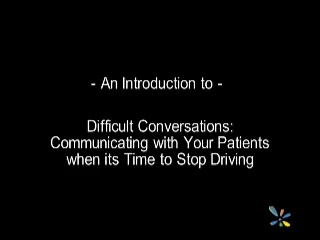 - An Introduction to -
Difficult Conversations:
Communicating with Your Patients
when its Time to Stop Driving